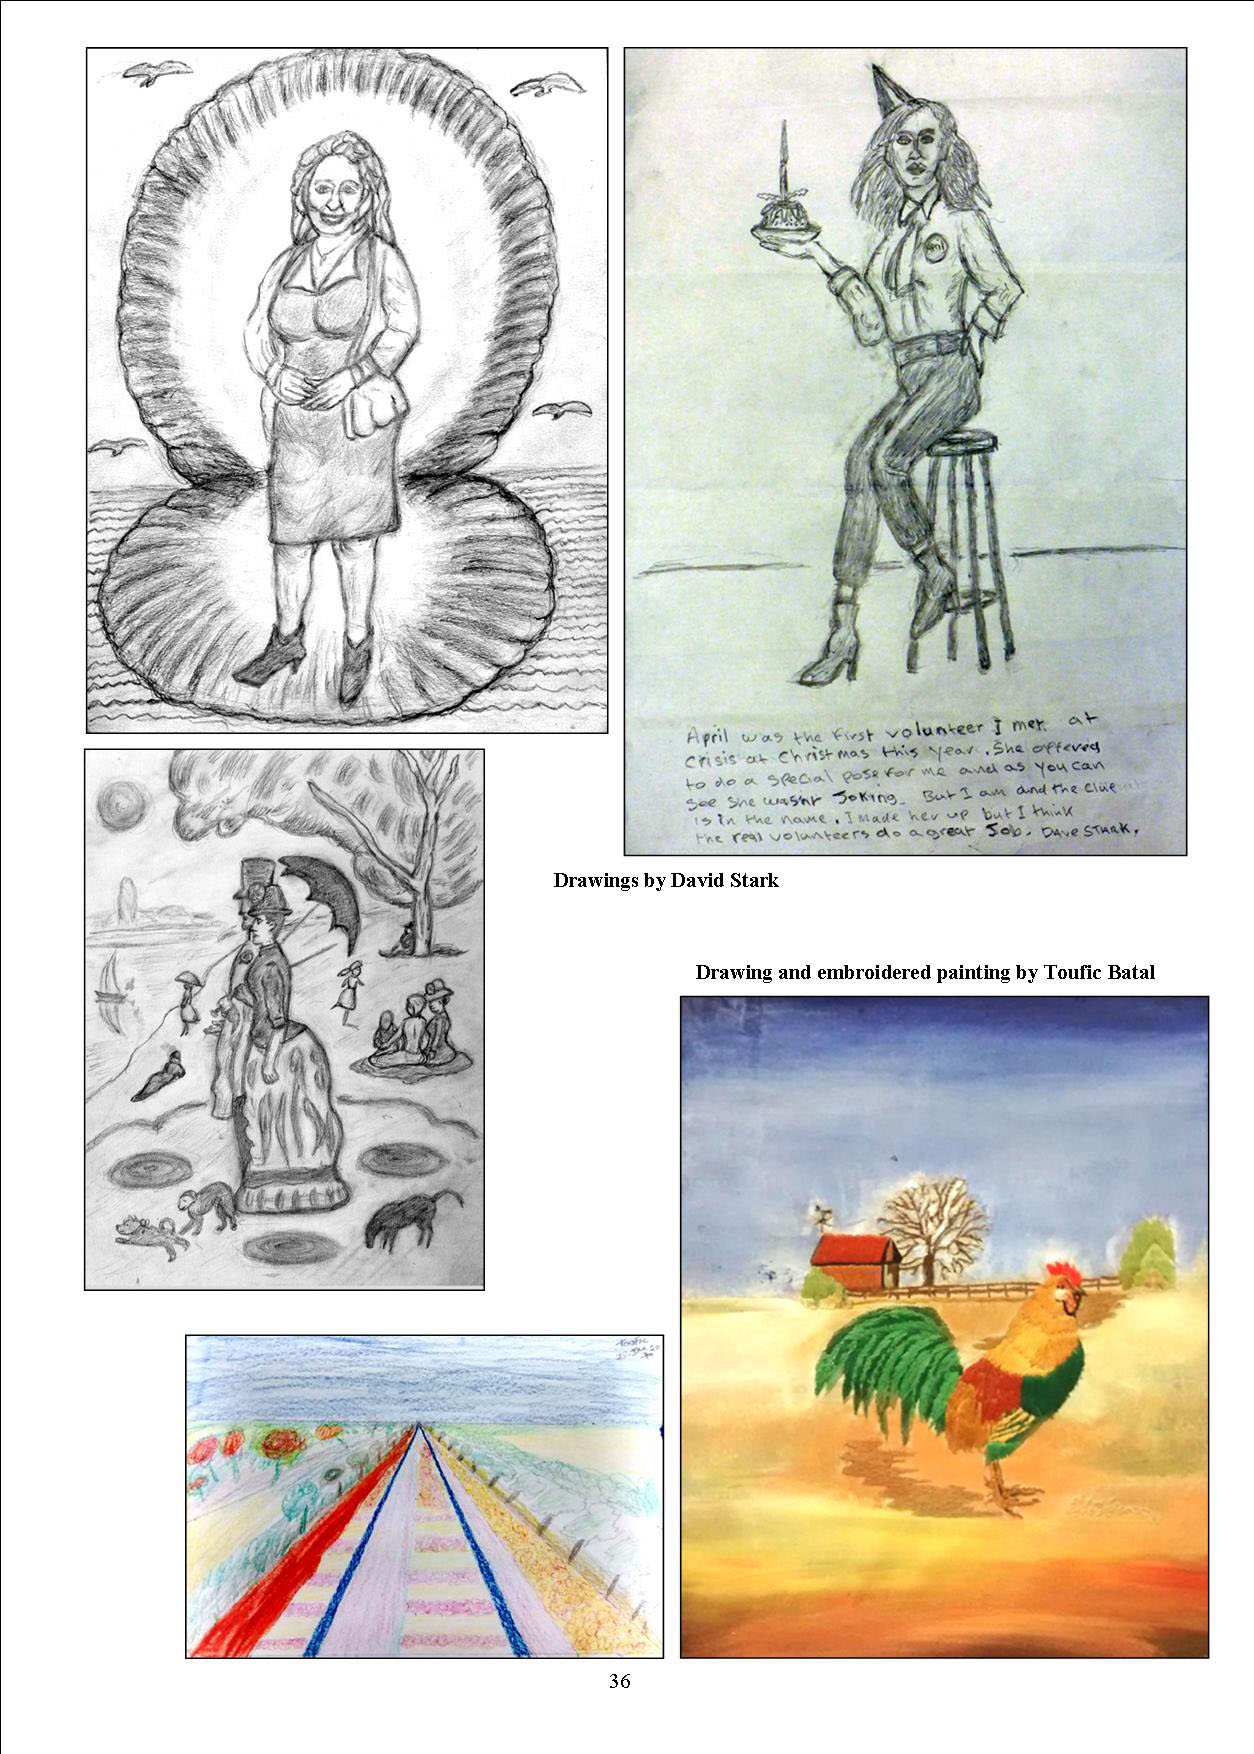 April was the first volunteer I met at
Crisis at Christmas this year. She offered
to do a special pose for me and as you can
see she wasnt Joking. But I am and the clue
is in the name. I made her up but I think
the real volunteers do a great Job. Dave Stark.
Drawings by David Stark
Drawing and embroidered painting by Toufic Batal
Toufic
36